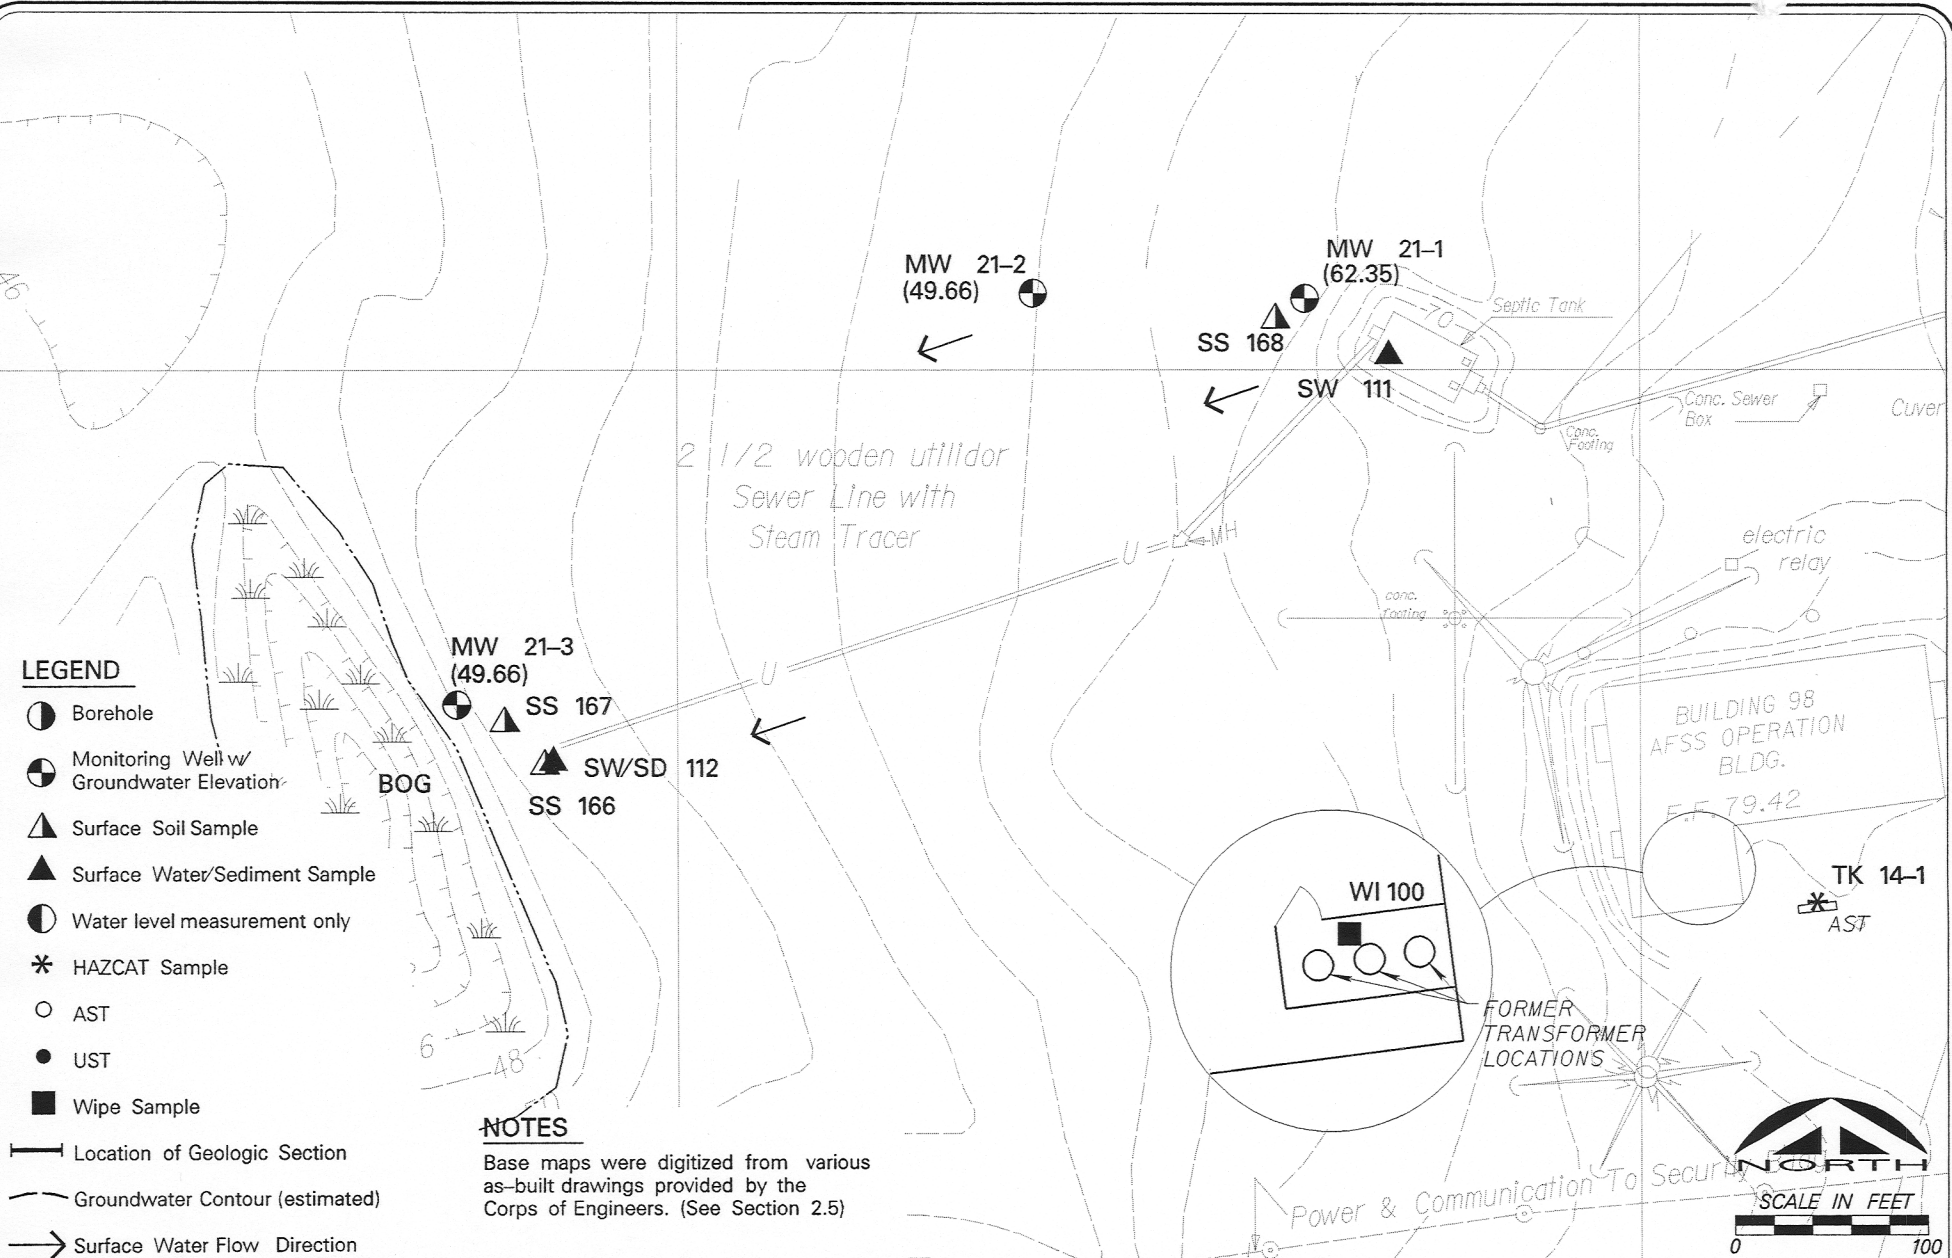 MW 21-1
(62.35)
MW 21-2
(49.66)
Septic Tank
70
SS 168
SW 111
46
Conc. Sewer
Box
Cuver
Conc.
Footing
2 1/2 wooden utilidor
Sewer Line with
Steam Tracer
U
MH
electric
relay
conc.
footing
MW 21-3
(49.66)
U
SS 167
SW/SD 112
SS 166
BOG
BUILDING 98
AFSS OPERATION
BLDG.
F.F. 79.42
WI 100
TK 14-1
AST
FORMER
TRANSFORMER
LOCATIONS
6
48
LEGEND
Borehole
Monitoring Well w/
Groundwater Elevation
Surface Soil Sample
Surface Water/Sediment Sample
Water level measurement only
HAZCAT Sample
AST
UST
Wipe Sample
Location of Geologic Section
Groundwater Contour (estimated)
Surface Water Flow Direction
NOTES
Base maps were digitized from various
as-built drawings provided by the
Corps of Engineers. (See Section 2.5)
Power & Communication To Security
NORTH
SCALE IN FEET
0 100